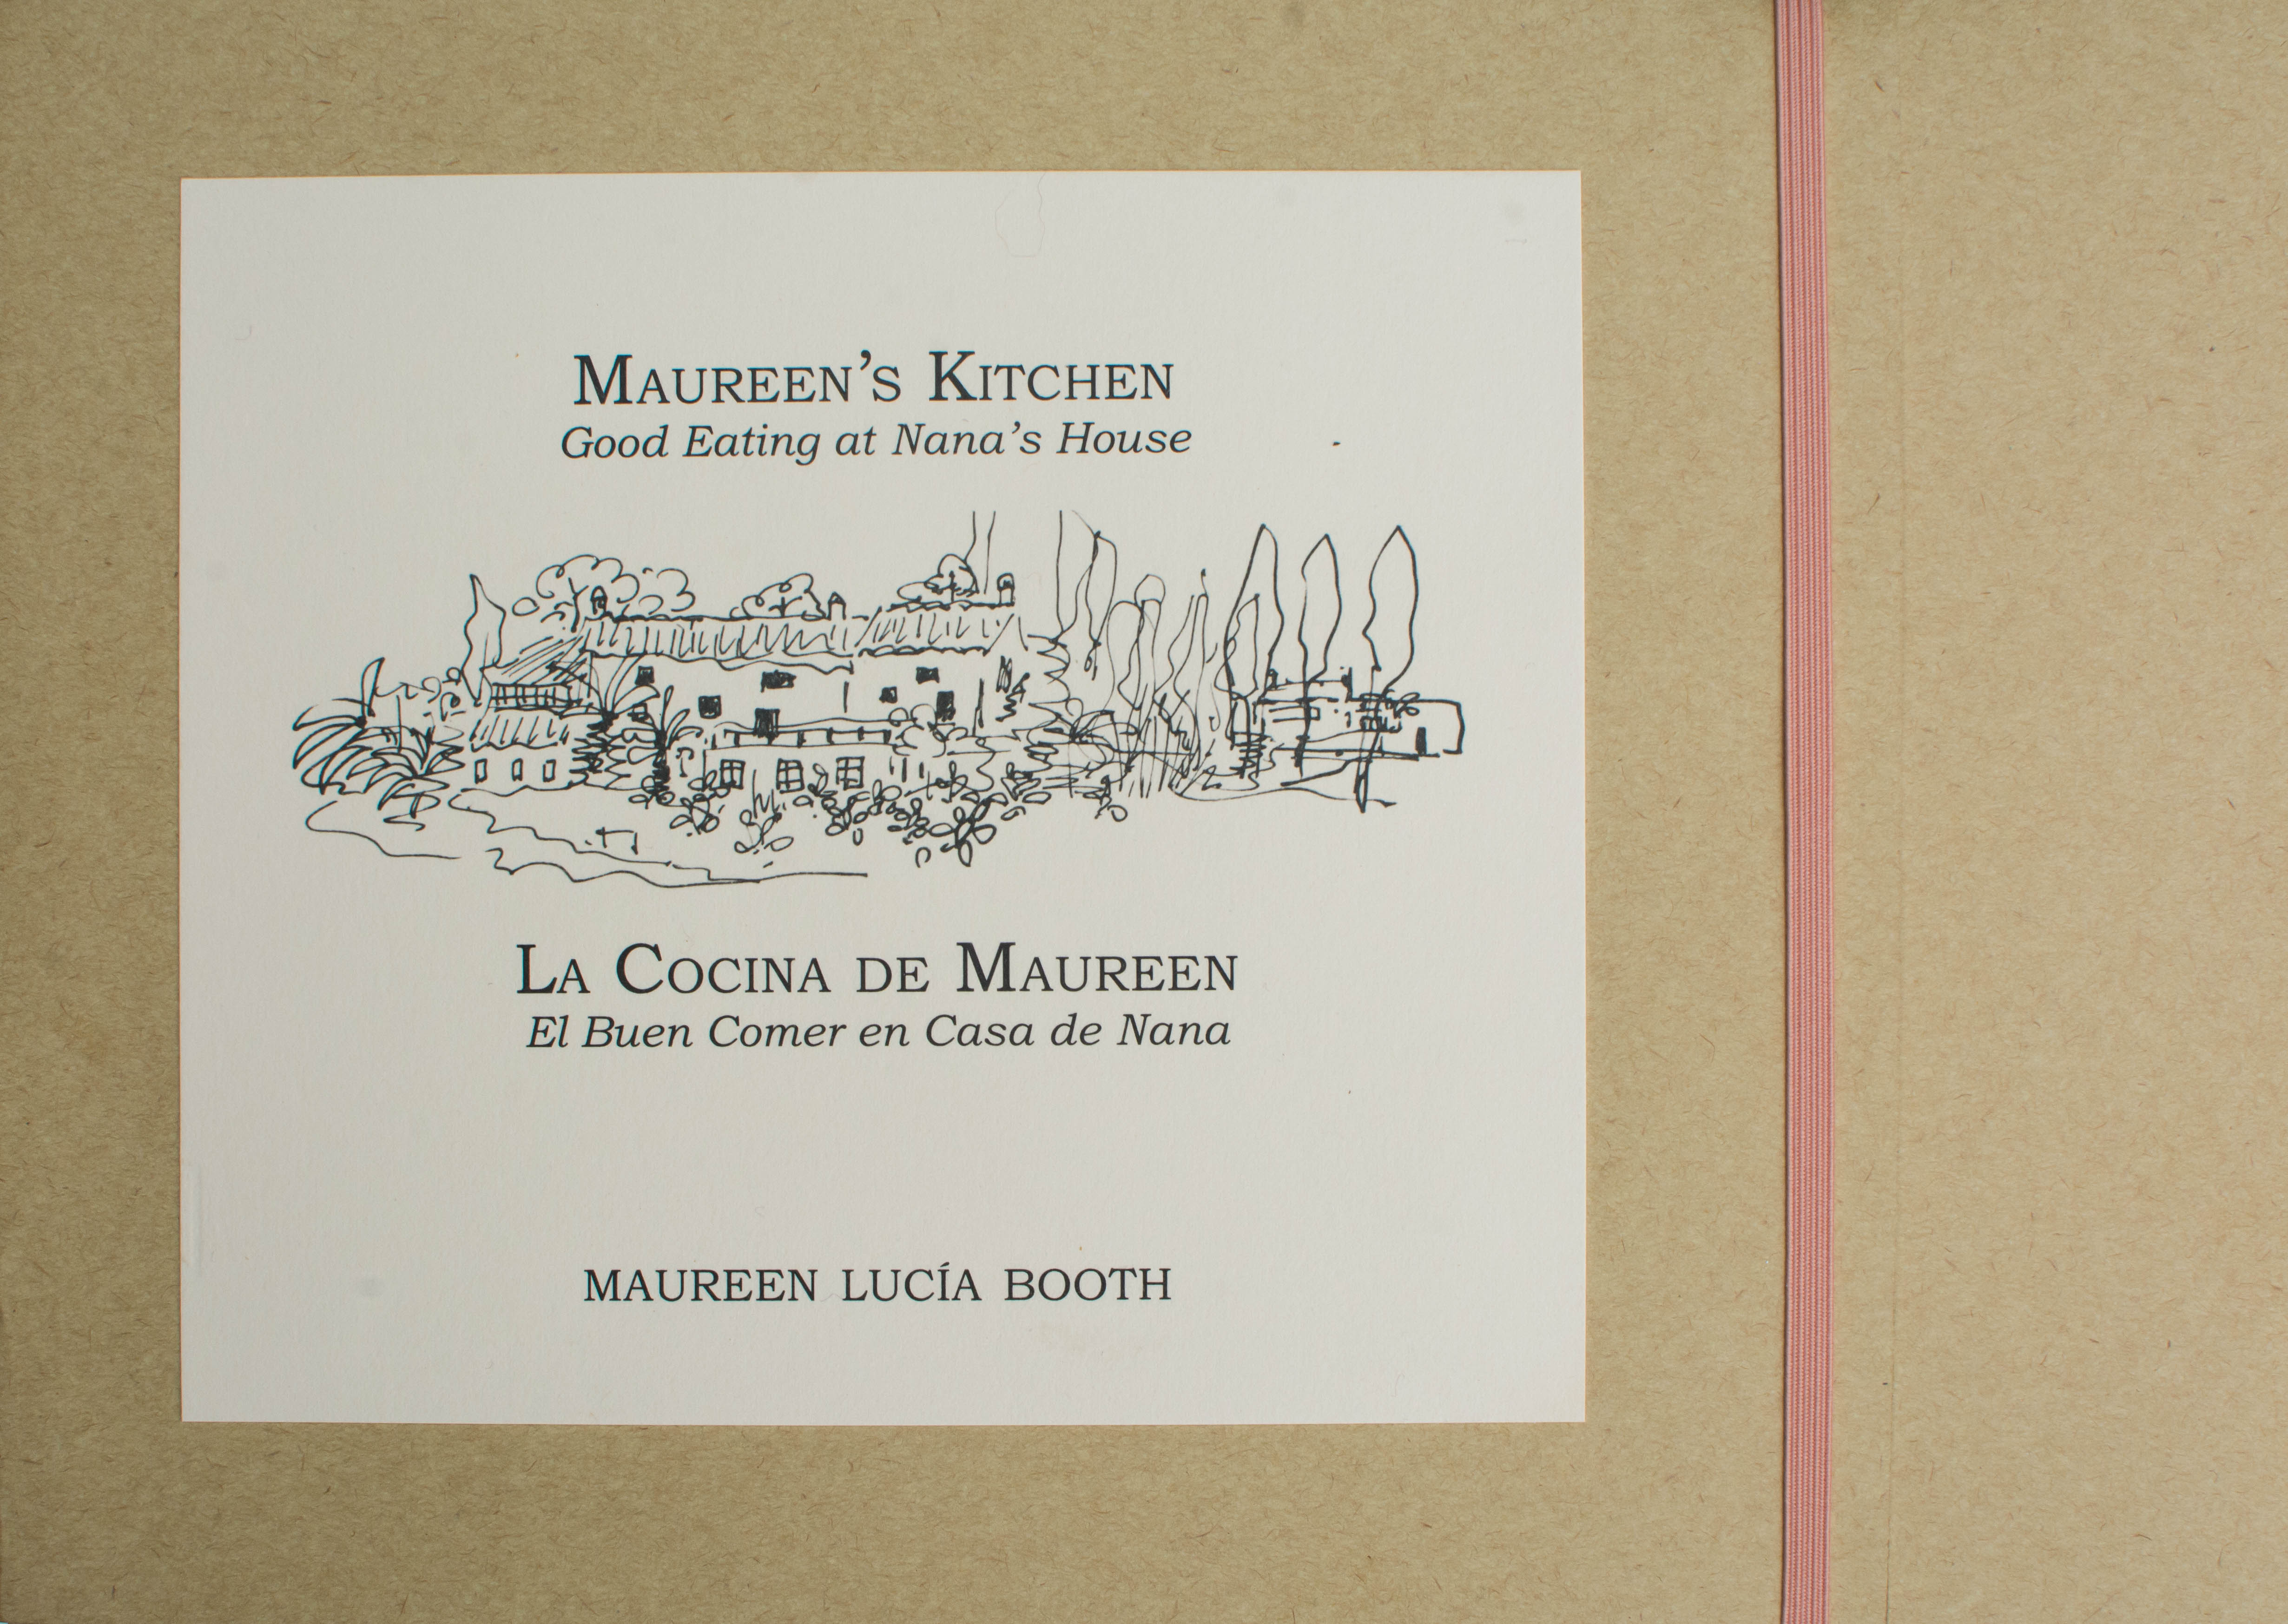 Maureen's Kitchen
Good Eating at Nana's House
La Cocina de Maureen
El Buen Comer en Casa de Nana
MAUREEN LUCÍA BOOTH